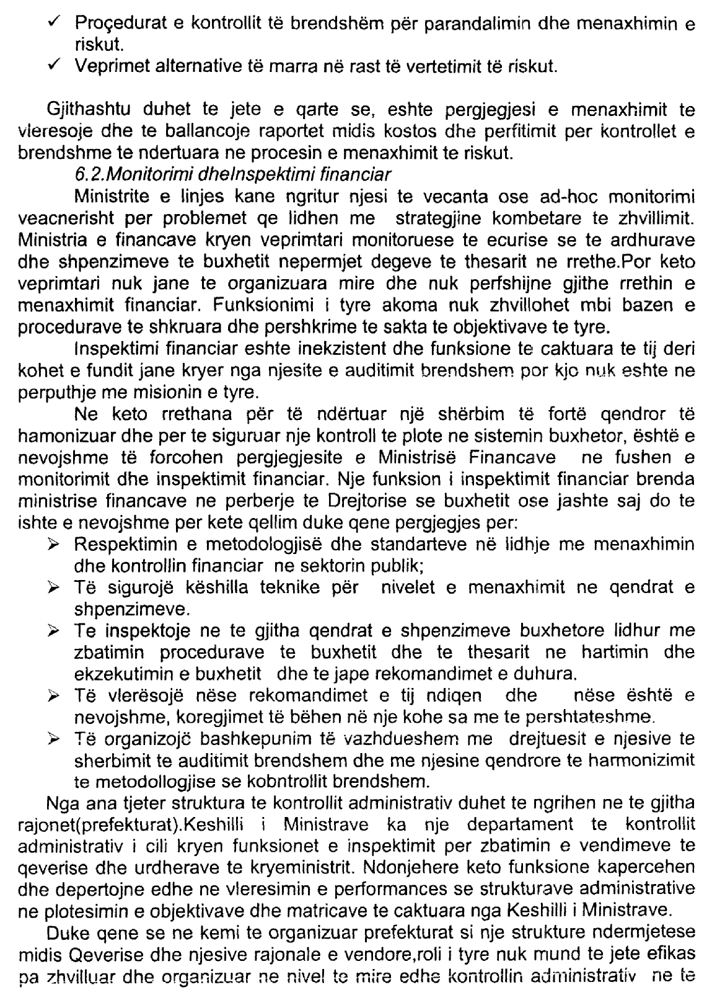 ✓ Proçedurat e kontrollit të brendshëm për parandalimin dhe menaxhimin e
riskut.
✓ Veprimet alternative të marra në rast të vertetimit të riskut.
Gjithashtu duhet te jete e qarte se, eshte pergjegjesi e menaxhimit te
vleresoje dhe te ballancoje raportet midis kostos dhe perfitimit per kontrollet e
brendshme te ndertuara ne procesin e menaxhimit te riskut.
6.2.Monitorimi dheInspektimi financiar
Ministrite e linjes kane ngritur njesi te vecanta ose ad-hoc monitorimi
veacnerisht per problemet qe lidhen me strategjine kombetare te zhvillimit.
Ministria e financave kryen veprimtari monitoruese te ecurise se te ardhurave
dhe shpenzimeve te buxhetit nepermjet degeve te thesarit ne rrethe.Por keto
veprimtari nuk jane te organizuara mire dhe nuk perfshijne gjithe rrethin e
menaxhimit financiar. Funksionimi i tyre akoma nuk zhvillohet mbi bazen e
procedurave te shkruara dhe pershkrime te sakta te objektivave te tyre.
Inspektimi financiar eshte inekzistent dhe funksione te caktuara te tij deri
kohet e fundit jane kryer nga njesite e auditimit brendshem por kjo nuk eshte ne
perputhje me misionin e tyre.
Ne keto rrethana për të ndërtuar një shërbim të fortë qendror të
hamonizuar dhe per te siguruar nje kontroll te plote ne sistemin buxhetor, është e
nevojshme të forcohen pergjegjesite e Ministrisë Financave ne fushen e
monitorimit dhe inspektimit financiar. Nje funksion i inspektimit financiar brenda
ministrise financave ne perberje te Drejtorise se buxhetit ose jashte saj do te
ishte e nevojshme per kete qellim duke qene pergjegjes per:
➢ Respektimin e metodologjisë dhe standarteve në lidhje me menaxhimin
dhe kontrollin financiar ne sektorin publik;
➢ Të sigurojë këshilla teknike për nivelet e menaxhimit ne qendrat e
shpenzimeve.
➢ Te inspektoje ne te gjitha qendrat e shpenzimeve buxhetore lidhur me
zbatimin procedurave te buxhetit dhe te thesarit ne hartimin dhe
ekzekutimin e buxhetit dhe te jape rekomandimet e duhura.
➢ Të vlerësojë nëse rekomandimet e tij ndiqen dhe nëse është e
nevojshme, koregjimet të bëhen në nje kohe sa me te pershtateshme.
➢ Të organizojë bashkepunim të vazhdueshem me drejtuesit e njesive te
sherbimit te auditimit brendshem dhe me njesine qendrore te harmonizimit
te metodollogjise se kobntrollit brendshem.
Nga ana tjeter struktura te kontrollit administrativ duhet te ngrihen ne te gjitha
rajonet(prefekturat).Keshilli i Ministrave ka nje departament te kontrollit
administrativ i cili kryen funksionet e inspektimit per zbatimin e vendimeve te
qeverise dhe urdherave te kryeministrit. Ndonjehere keto funksione kapercehen
dhe depertojne edhe ne vleresimin e performances se strukturave administrative
ne plotesimin e objektivave dhe matricave te caktuara nga Keshilli i Ministrave.
Duke qene se ne kemi te organizuar prefekturat si nje strukture ndermjetese
midis Qeverise dhe njesive rajonale e vendore,roli i tyre nuk mund te jete efikas
pa zhvilluar dhe organizuar ne nivel te mire edhe kontrollin administrativ ne te